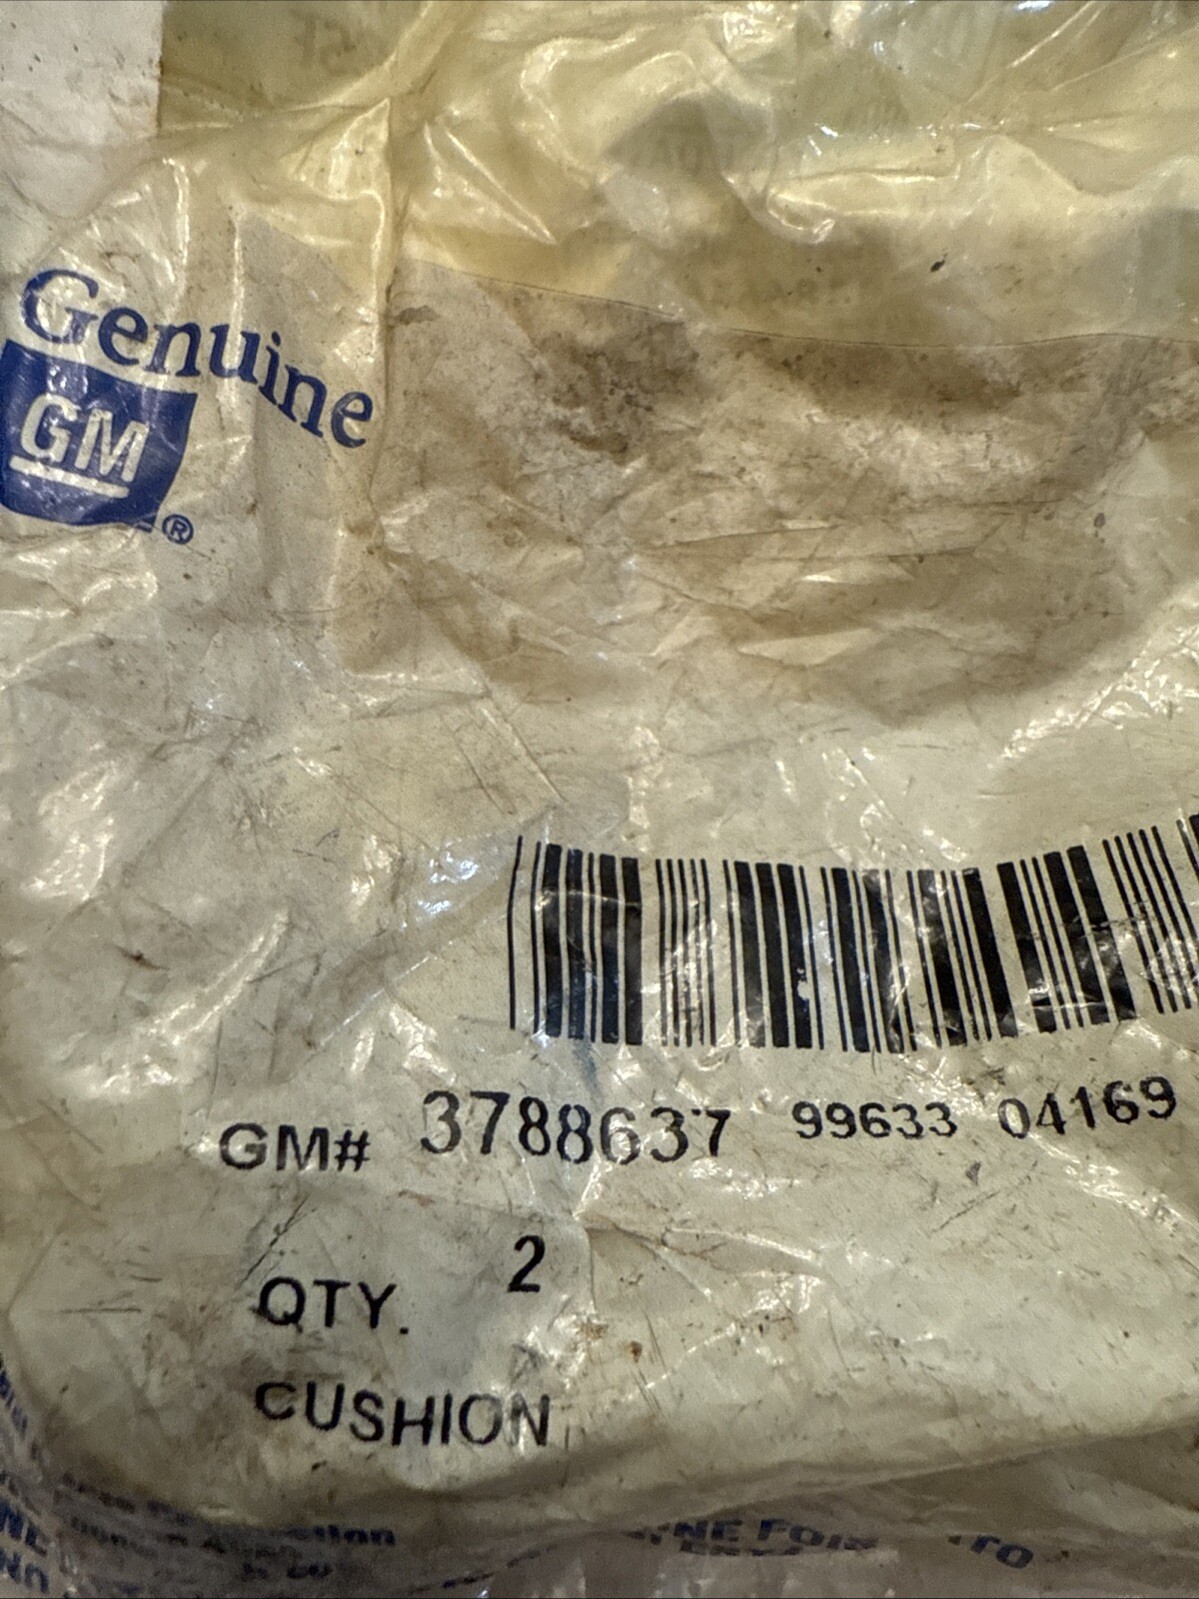 Genuine
GM
®
GM# 3788637 99633 04169
QTY. 2
CUSHION